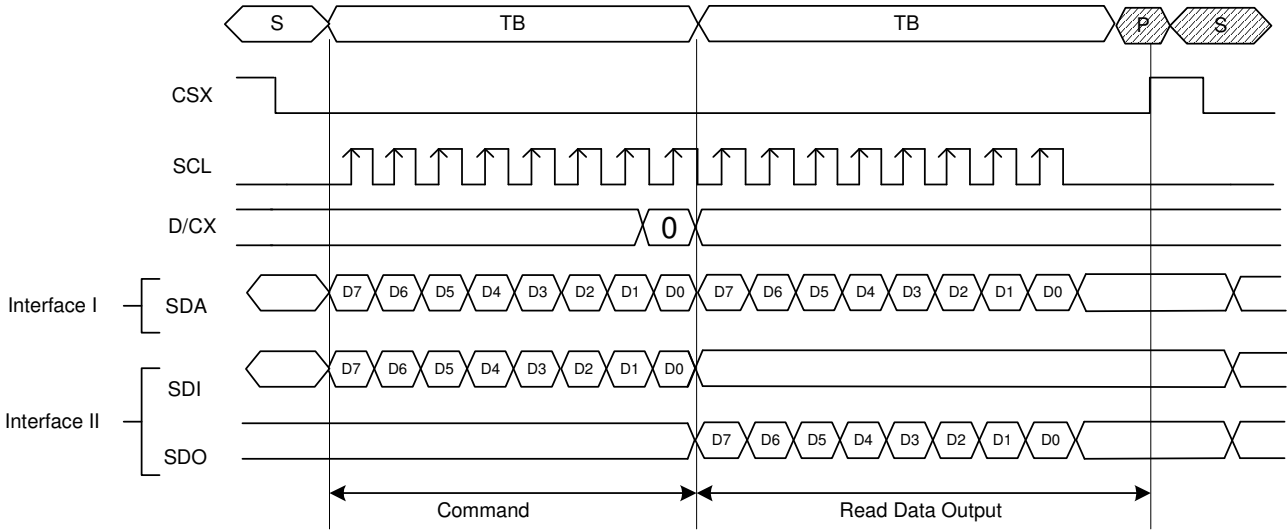 S TB TB P S
CSX
SCL
D/CX 0
Interface I SDA D7 D6 D5 D4 D3 D2 D1 D0 D7 D6 D5 D4 D3 D2 D1 D0
SDI D7 D6 D5 D4 D3 D2 D1 D0
Interface II
SDO D7 D6 D5 D4 D3 D2 D1 D0
Command Read Data Output